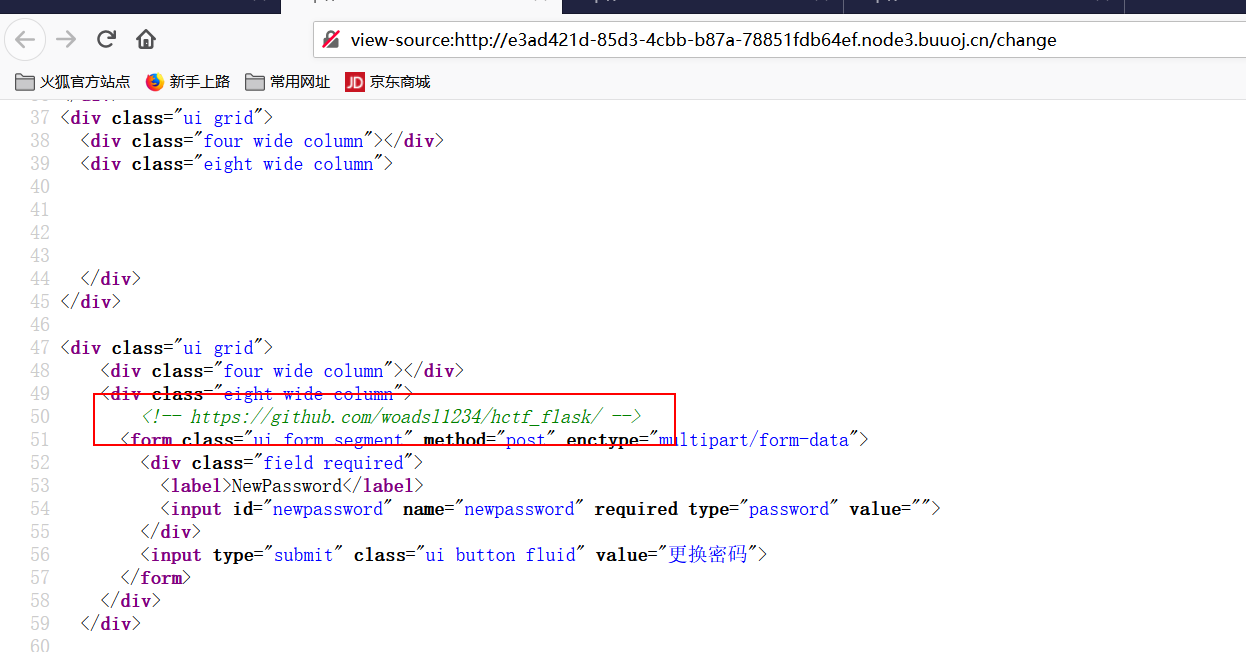 view-source:http://e3ad421d-85d3-4cbb-b87a-78851fdb64ef.node3.buuoj.cn/change
火狐官方站点 新手上路 常用网址 JD 京东商城
37 <div class="ui grid">
38 <div class="four wide column"></div>
39 <div class="eight wide column">
40
41
42
43
44 </div>
45 </div>
46
47 <div class="ui grid">
48 <div class="four wide column"></div>
49 <div class="eight wide column">
50 <!-- https://github.com/woadsl1234/hctf_flask/ -->
51 <form class="ui form segment" method="post" enctype="multipart/form-data">
52 <div class="field required">
53 <label>NewPassword</label>
54 <input id="newpassword" name="newpassword" required type="password" value="">
55 </div>
56 <input type="submit" class="ui button fluid" value="更换密码">
57 </form>
58 </div>
59 </div>
60